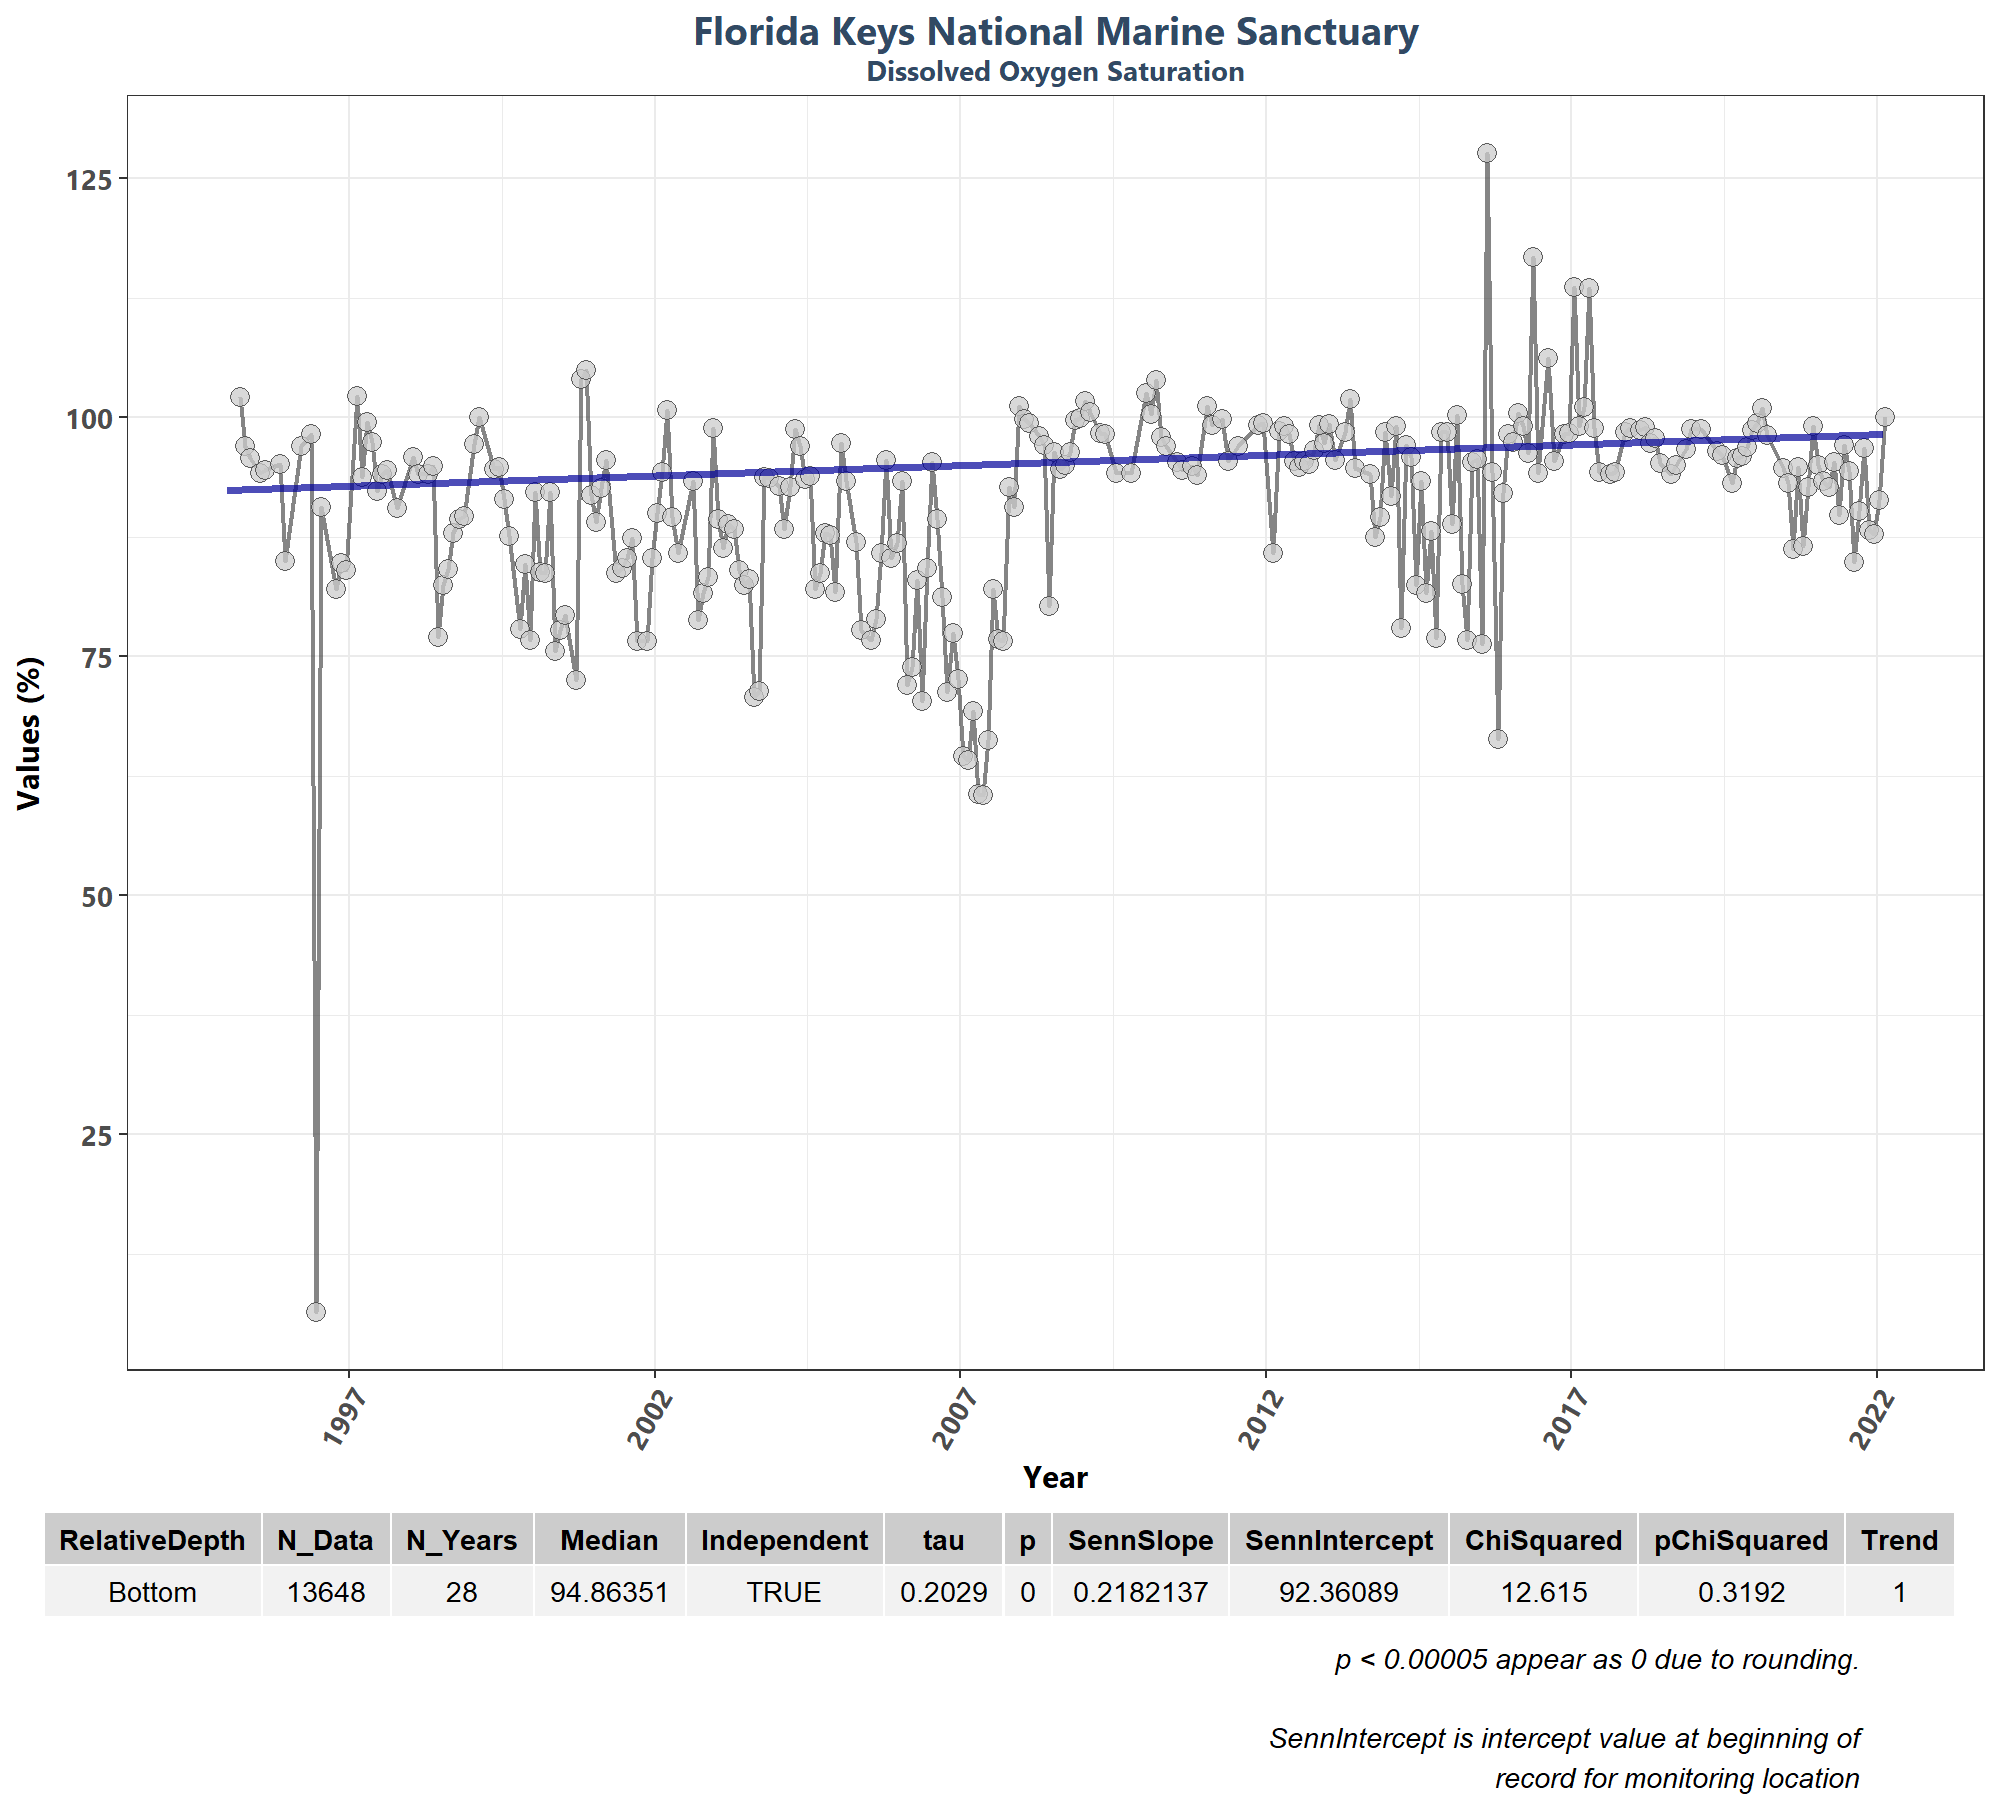 Florida Keys National Marine Sanctuary
Dissolved Oxygen Saturation
Values (%)
125
100
75
50
25
1997 2002 2007 2012 2017 2022
Year
RelativeDepth N_Data N_Years Median Independent tau p SennSlope SennIntercept ChiSquared pChiSquared Trend
Bottom 13648 28 94.86351 TRUE 0.2029 0 0.2182137 92.36089 12.615 0.3192 1
p < 0.00005 appear as 0 due to rounding.
SennIntercept is intercept value at beginning of
record for monitoring location